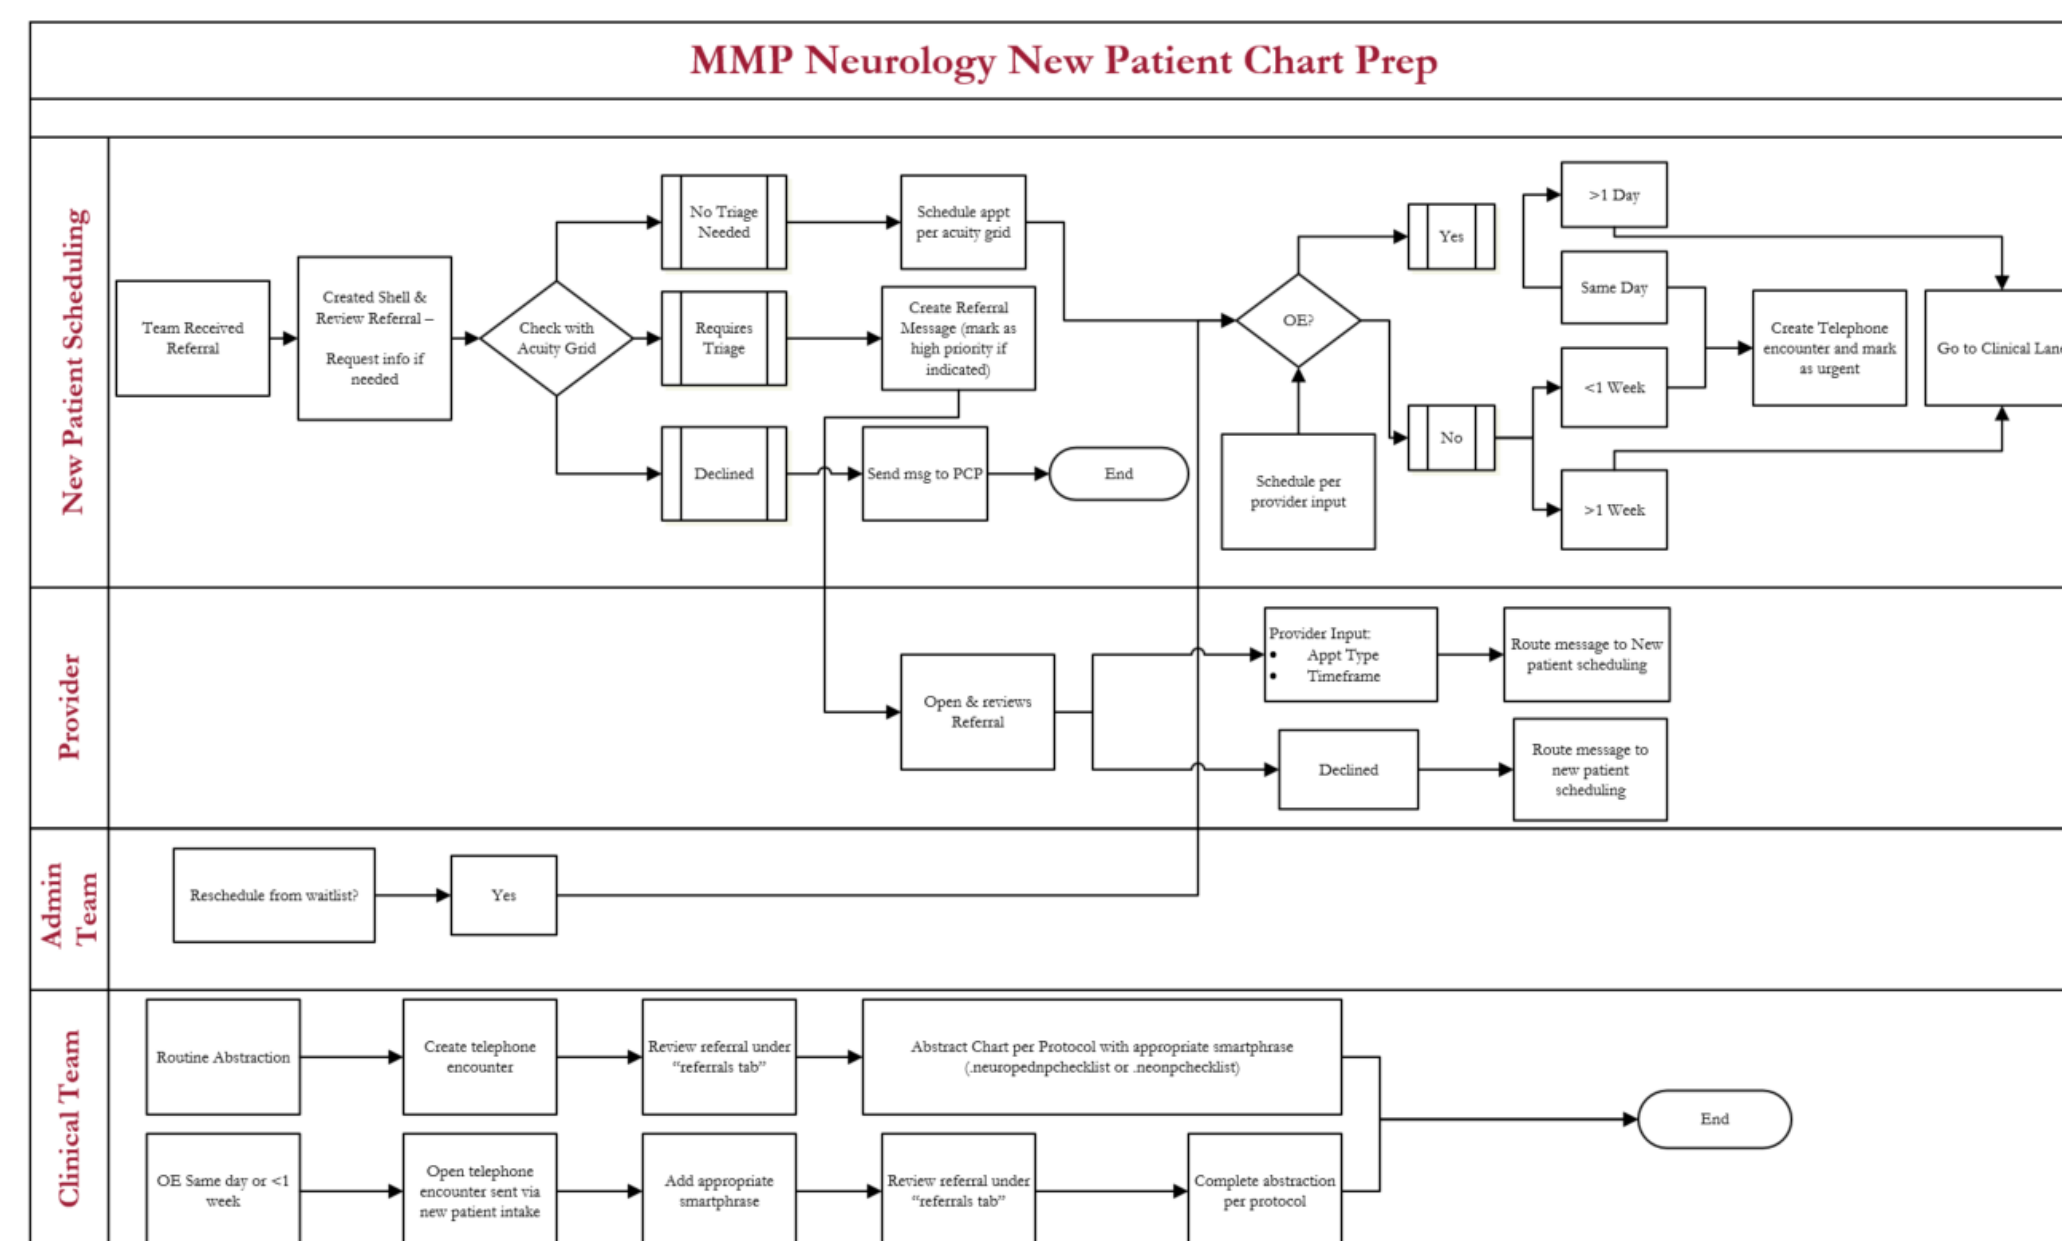 MMP Neurology New Patient Chart Prep
New Patient Scheduling
Team Received
Referral
Created Shell &
Review Referral –
Request info if
needed
Check with
Acuity Grid
No Triage
Needed
Requires
Triage
Declined
Schedule appt
per acuity grid
Create Referral
Message (mark as
high priority if
indicated)
Send msg to PCP
End
OE?
Schedule per
provider input
Yes
No
>1 Day
Same Day
<1 Week
>1 Week
Create Telephone
encounter and mark
as urgent
Go to Clinical Lane
Provider
Open & reviews
Referral
Provider Input:
• Appt Type
• Timeframe
Route message to New
patient scheduling
Declined
Route message to
new patient
scheduling
Admin
Team
Reschedule from waitlist?
Yes
Clinical Team
Routine Abstraction
Create telephone
encounter
Review referral under
“referrals tab”
Abstract Chart per Protocol with appropriate smartphrase
(.neuropednpchecklist or .neonpchecklist)
End
OE Same day or <1
week
Open telephone
encounter sent via
new patient intake
Add appropriate
smartphrase
Review referral under
“referrals tab”
Complete abstraction
per protocol